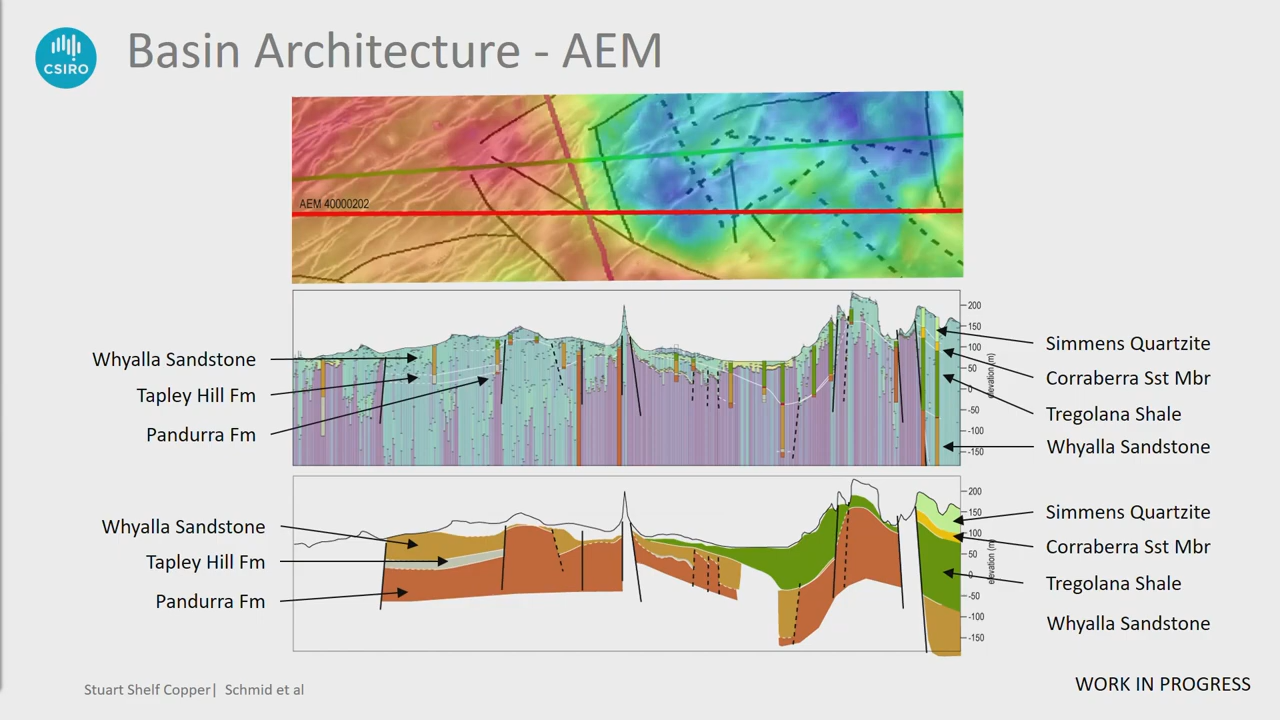 CSIRO
Basin Architecture - AEM
AEM 40000202
Whyalla Sandstone
Tapley Hill Fm
Pandurra Fm
200
150
100
50
0
-50
-100
-150
elevation (m)
Simmens Quartzite
Corraberra Sst Mbr
Tregolana Shale
Whyalla Sandstone
Whyalla Sandstone
Tapley Hill Fm
Pandurra Fm
200
150
100
50
0
-50
-100
-150
elevation (m)
Simmens Quartzite
Corraberra Sst Mbr
Tregolana Shale
Whyalla Sandstone
Stuart Shelf Copper| Schmid et al
WORK IN PROGRESS